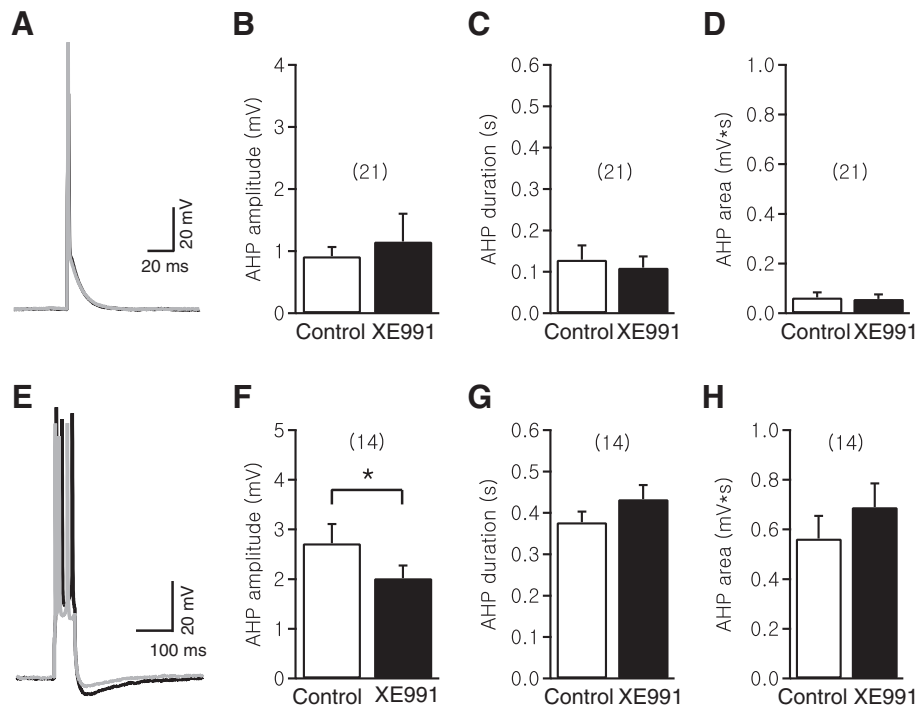 A
20 mV
20 ms
B
AHP amplitude (mV)
4
3
2
1
0
(21)
Control XE991
C
AHP duration (s)
0.6
0.5
0.4
0.3
0.2
0.1
0.0
(21)
Control XE991
D
AHP area (mV*s)
1.0
0.8
0.6
0.4
0.2
0.0
(21)
Control XE991
E
20 mV
100 ms
F
AHP amplitude (mV)
5
4
3
2
1
0
(14)
*
Control XE991
G
AHP duration (s)
0.6
0.5
0.4
0.3
0.2
0.1
0.0
(14)
Control XE991
H
AHP area (mV*s)
1.0
0.8
0.6
0.4
0.2
0.0
(14)
Control XE991